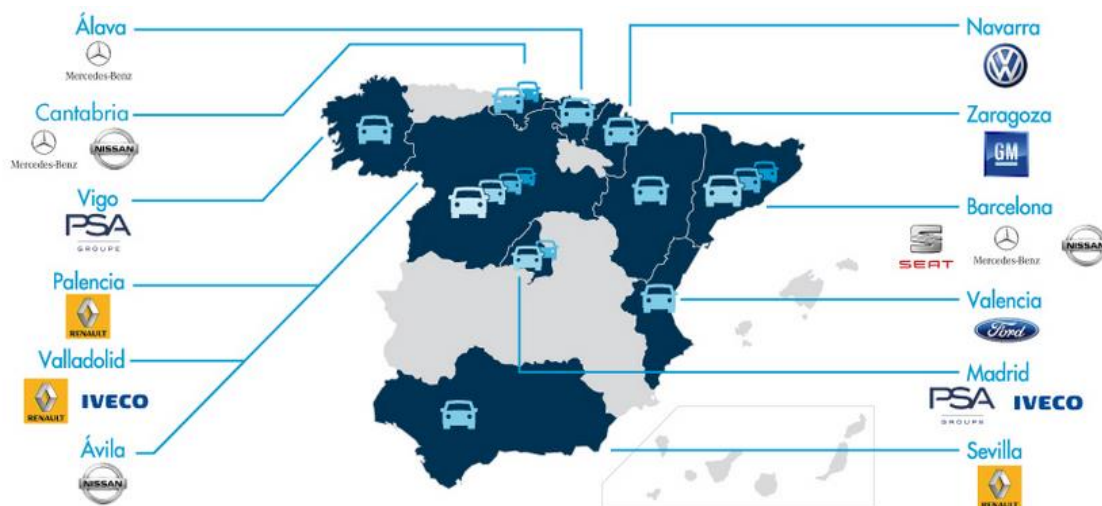 Álava
Mercedes-Benz
Cantabria
Mercedes-Benz
NISSAN
Vigo
PSA
GROUPE
Palencia
RENAULT
Valladolid
RENAULT
IVECO
Ávila
NISSAN
Navarra
VW
Zaragoza
GM
Barcelona
SEAT
Mercedes-Benz
NISSAN
Valencia
Ford
Madrid
PSA
GROUPE
IVECO
Sevilla
RENAULT